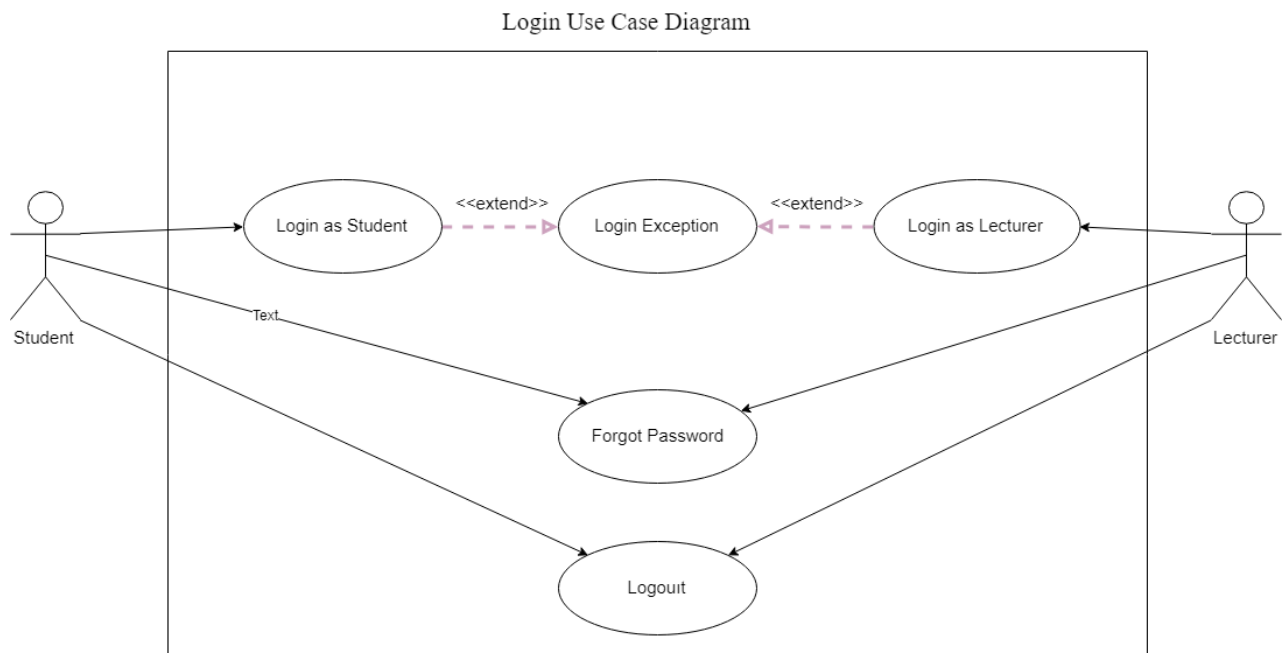 Login Use Case Diagram
<<extend>>
<<extend>>
Login as Student
Login Exception
Login as Lecturer
Text
Student
Lecturer
Forgot Password
Logout